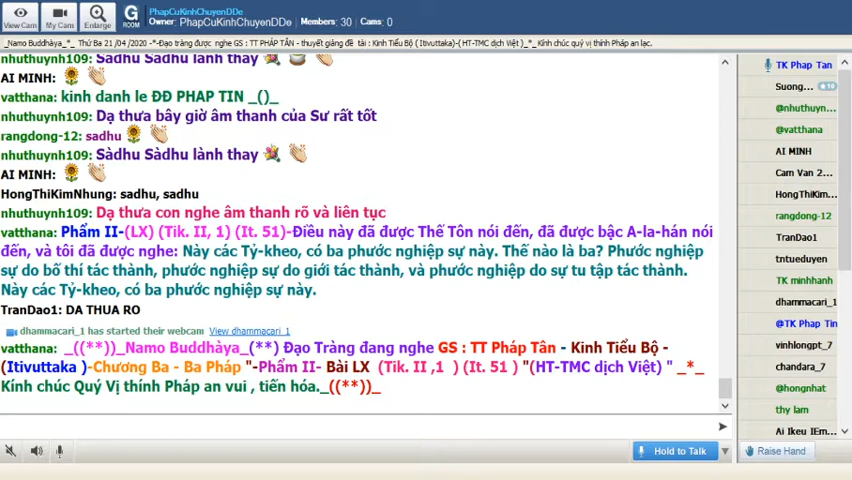 View Cam
My Cam
Enlarge
G
ROOM
PhapCuKinhChuyenDDe
Owner: PhapCuKinhChuyenDDe Members: 30 Cams: 0
_Namo Buddhàya_*_ Thứ Ba 21 /04 /2020 -*-Đạo tràng được nghe GS : TT PHÁP TÂN - thuyết giảng đề tài : Kinh Tiểu Bộ ( Itivuttaka)-( HT-TMC dịch Việt ) _*_ Kính chúc quý vị thính Pháp an lạc.
nhuthuynh109: Sàdhu Sàdhu lành thay
AI MINH:
vatthana: kinh danh le ĐĐ PHAP TIN _()_
nhuthuynh109: Dạ thưa bây giờ âm thanh của Sư rất tốt
rangdong-12: sadhu
nhuthuynh109: Sàdhu Sàdhu lành thay
AI MINH:
HongThiKimNhung: sadhu, sadhu
nhuthuynh109: Dạ thưa con nghe âm thanh rõ và liên tục
vatthana: Phẩm II-(LX) (Tik. II, 1) (It. 51)-Điều này đã được Thế Tôn nói đến, đã được bậc A-la-hán nói
đến, và tôi đã được nghe: Này các Tỷ-kheo, có ba phước nghiệp sự này. Thế nào là ba? Phước nghiệp
sự do bố thí tác thành, phước nghiệp sự do giới tác thành, và phước nghiệp do sự tu tập tác thành.
Này các Tỷ-kheo, có ba phước nghiệp sự này.
TranDao1: DA THUA RO
dhammacari_1 has started their webcam View dhammacari_1
vatthana: _((**))_Namo Buddhàya_(**) Đạo Tràng đang nghe GS : TT Pháp Tân - Kinh Tiểu Bộ -
(Itivuttaka )-Chương Ba - Ba Pháp "-Phẩm II- Bài LX (Tik. II ,1 ) (It. 51 ) "(HT-TMC dịch Việt) " _*_
Kính chúc Quý Vị thính Pháp an vui , tiến hóa._((**))_
TK Phap Tan
Suong...
10
@nhuthuyn...
@vatthana
AI MINH
Cam Van 2...
HongThiKim...
rangdong-12
TranDao1
tntueduyen
TK minhhanh
dhammacari_1
@TK Phap Tin
vinhlongpt_7
chandara_7
@hongnhat
thy lam
Ai Ikeu IEm...
Hold to Talk
Raise Hand